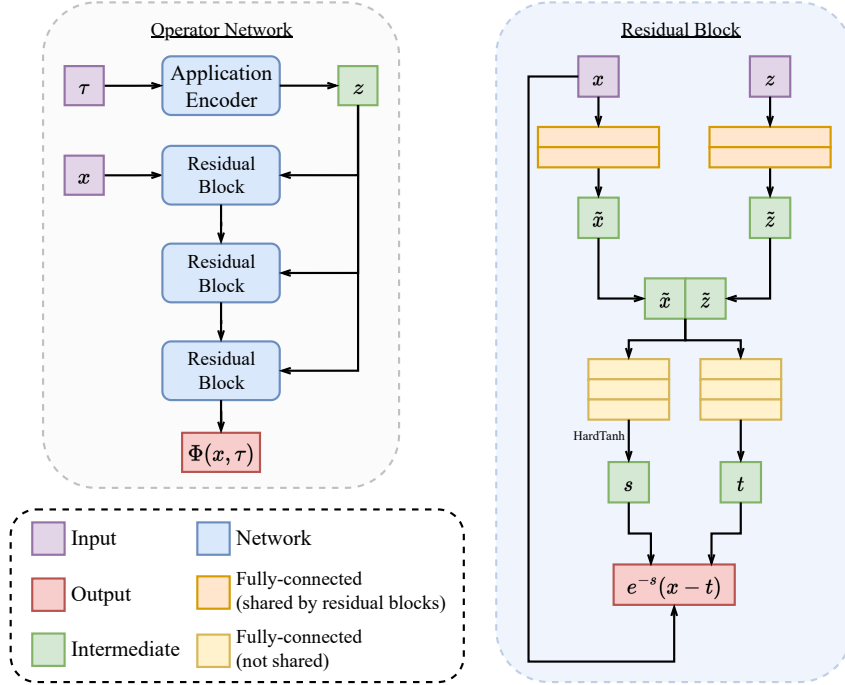 Operator Network
τ
Application
Encoder
z
x
Residual
Block
Residual
Block
Residual
Block
Φ(x, τ)
Input
Network
Output
Fully-connected
(shared by residual blocks)
Intermediate
Fully-connected
(not shared)
Residual Block
x
z
x̃
z̃
x̃
z̃
HardTanh
s
t
e⁻ˢ(x − t)